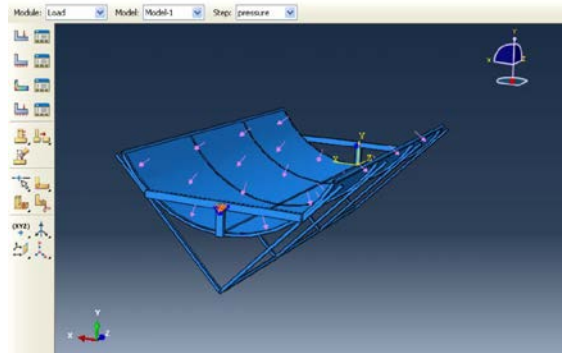 Module: Load Model: Model-1 Step: pressure
Y
X Z
Y
X Z
(XYZ)
Y
X Z